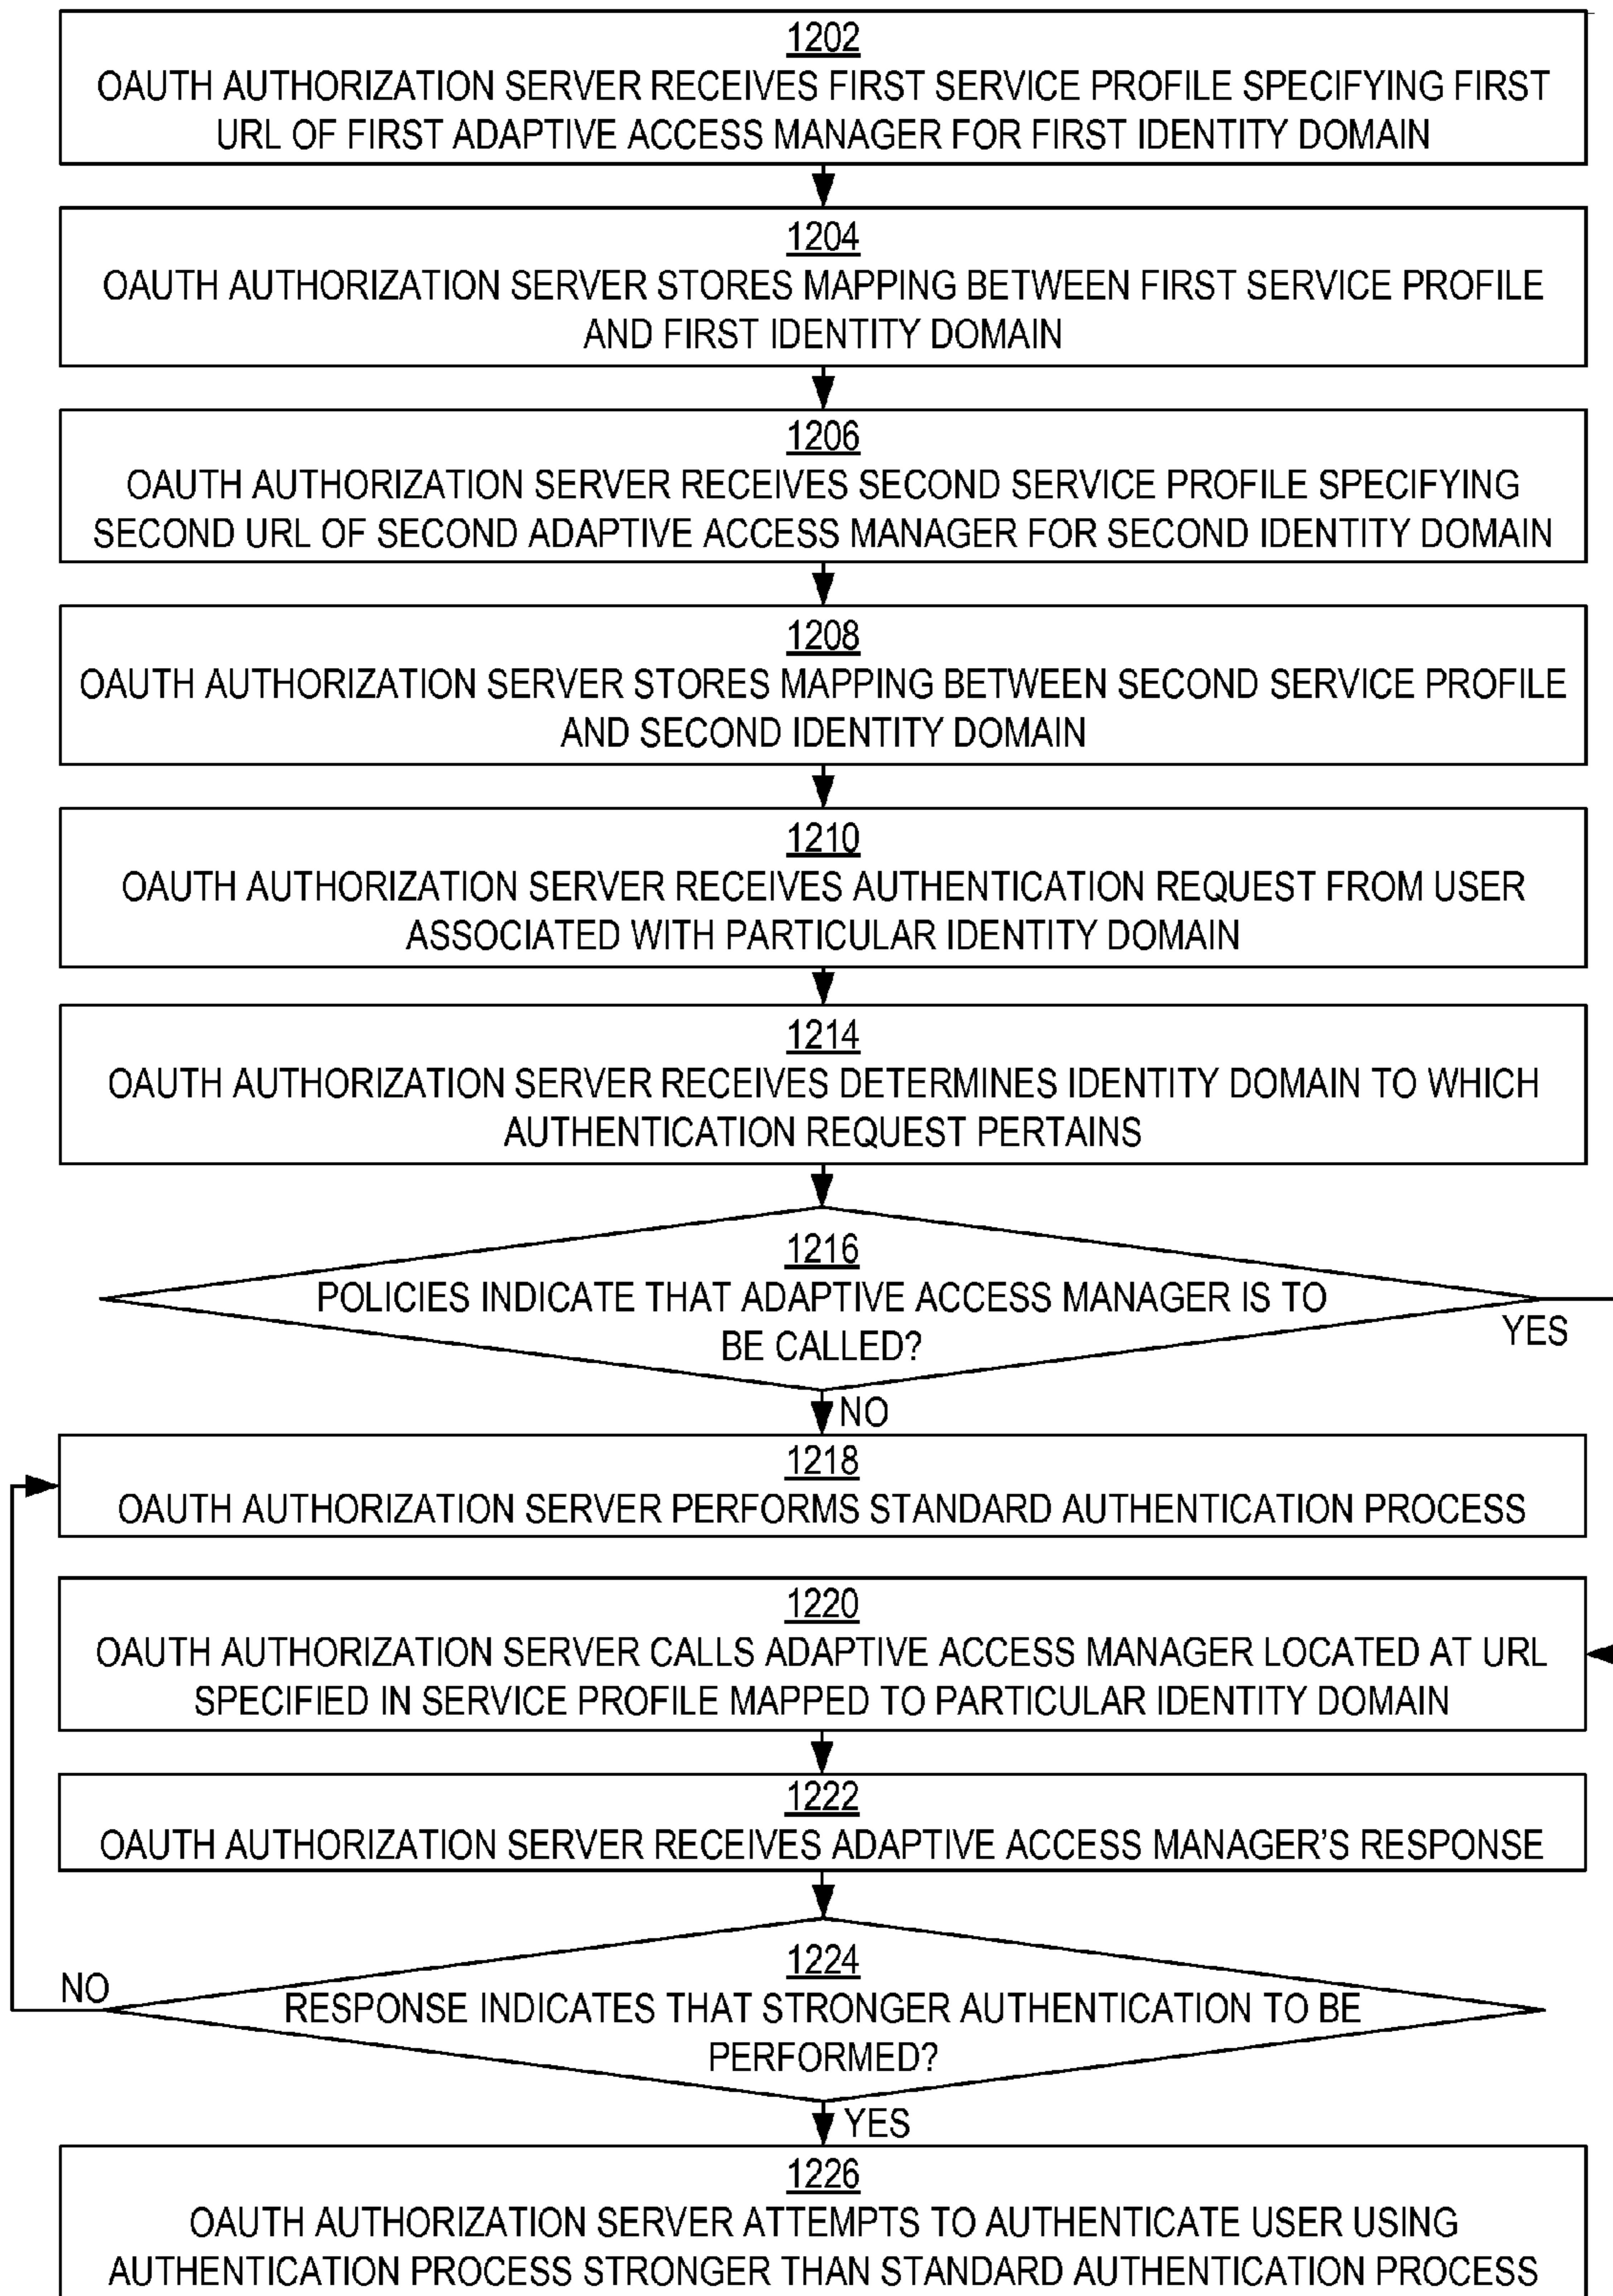 1202
OAUTH AUTHORIZATION SERVER RECEIVES FIRST SERVICE PROFILE SPECIFYING FIRST
URL OF FIRST ADAPTIVE ACCESS MANAGER FOR FIRST IDENTITY DOMAIN
1204
OAUTH AUTHORIZATION SERVER STORES MAPPING BETWEEN FIRST SERVICE PROFILE
AND FIRST IDENTITY DOMAIN
1206
OAUTH AUTHORIZATION SERVER RECEIVES SECOND SERVICE PROFILE SPECIFYING
SECOND URL OF SECOND ADAPTIVE ACCESS MANAGER FOR SECOND IDENTITY DOMAIN
1208
OAUTH AUTHORIZATION SERVER STORES MAPPING BETWEEN SECOND SERVICE PROFILE
AND SECOND IDENTITY DOMAIN
1210
OAUTH AUTHORIZATION SERVER RECEIVES AUTHENTICATION REQUEST FROM USER
ASSOCIATED WITH PARTICULAR IDENTITY DOMAIN
1214
OAUTH AUTHORIZATION SERVER RECEIVES DETERMINES IDENTITY DOMAIN TO WHICH
AUTHENTICATION REQUEST PERTAINS
1216
POLICIES INDICATE THAT ADAPTIVE ACCESS MANAGER IS TO
BE CALLED?
YES
NO
1218
OAUTH AUTHORIZATION SERVER PERFORMS STANDARD AUTHENTICATION PROCESS
1220
OAUTH AUTHORIZATION SERVER CALLS ADAPTIVE ACCESS MANAGER LOCATED AT URL
SPECIFIED IN SERVICE PROFILE MAPPED TO PARTICULAR IDENTITY DOMAIN
1222
OAUTH AUTHORIZATION SERVER RECEIVES ADAPTIVE ACCESS MANAGER'S RESPONSE
1224
NO
RESPONSE INDICATES THAT STRONGER AUTHENTICATION TO BE
PERFORMED?
YES
1226
OAUTH AUTHORIZATION SERVER ATTEMPTS TO AUTHENTICATE USER USING
AUTHENTICATION PROCESS STRONGER THAN STANDARD AUTHENTICATION PROCESS